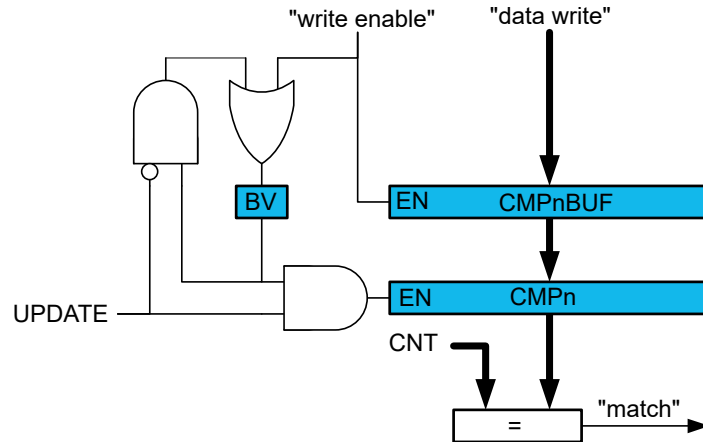 "write enable"
"data write"
BV
EN
CMPnBUF
EN
CMPn
UPDATE
CNT
=
"match"